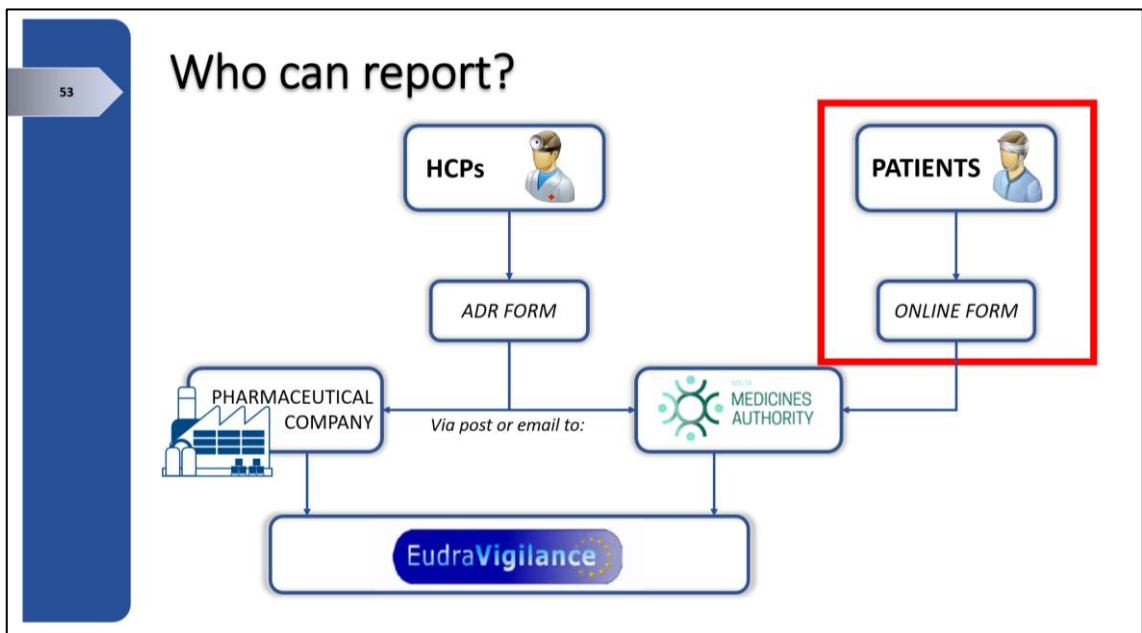 53
Who can report?
HCPs
PATIENTS
ADR FORM
ONLINE FORM
PHARMACEUTICAL
COMPANY
Via post or email to:
MALTA
MEDICINES
AUTHORITY
EudraVigilance